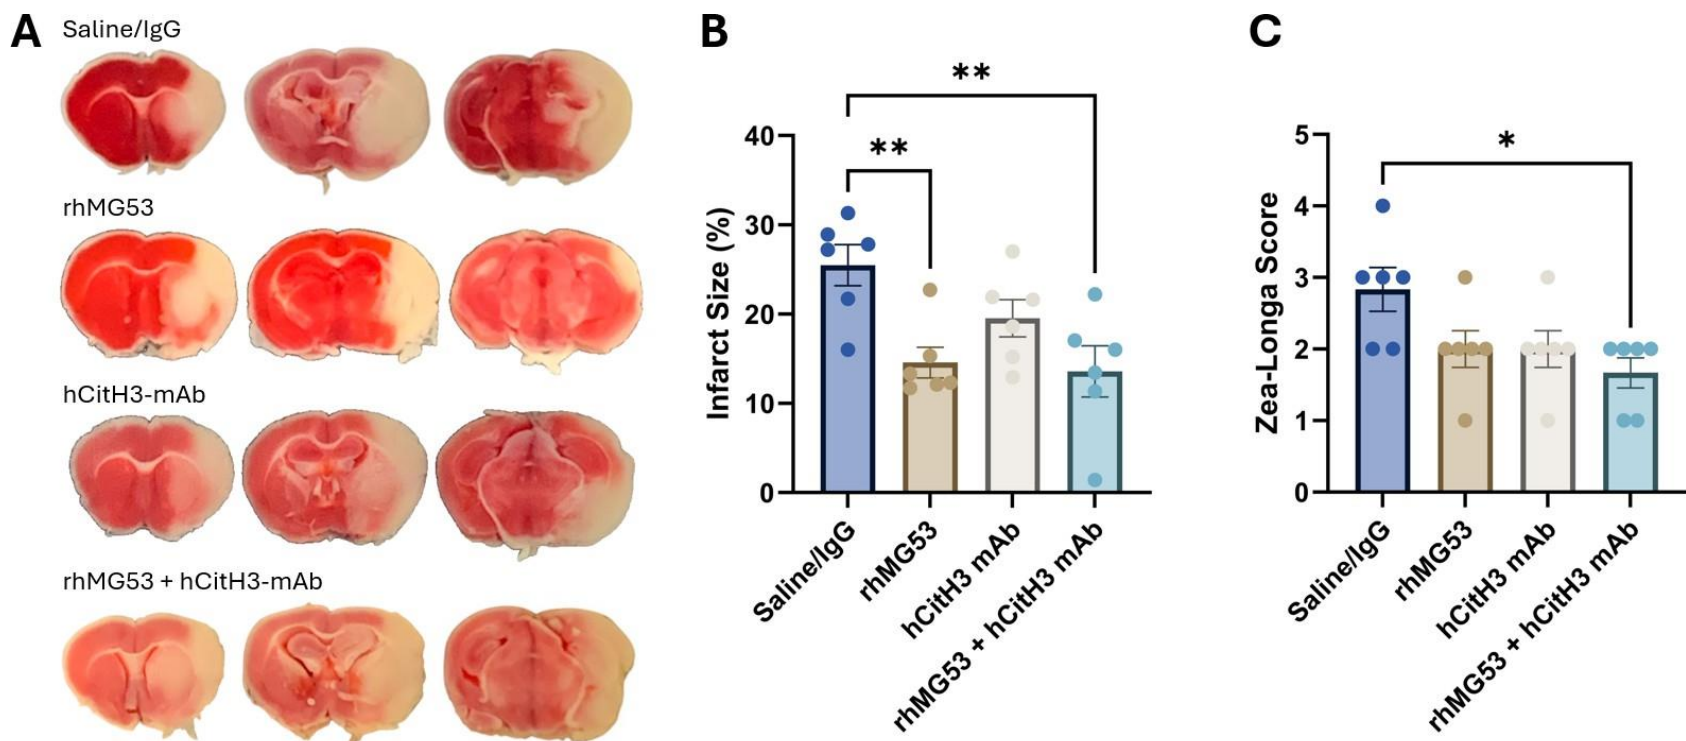 A
Saline/IgG
rhMG53
hCitH3-mAb
rhMG53 + hCitH3-mAb
B
**
**
Infarct Size (%)
40
30
20
10
0
Saline/IgG
rhMG53
hCitH3 mAb
rhMG53 + hCitH3 mAb
C
*
Zea-Longa Score
5
4
3
2
1
0
Saline/IgG
rhMG53
hCitH3 mAb
rhMG53 + hCitH3 mAb